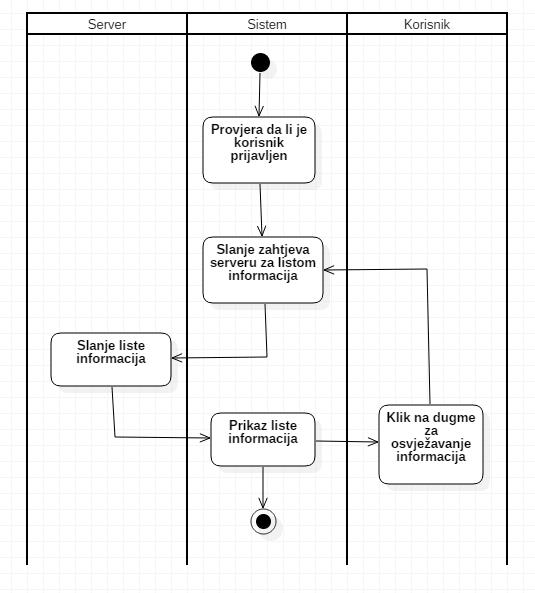 Server
Sistem
Korisnik
Provjera da li je
korisnik
prijavljen
Slanje zahtjeva
serveru za listom
informacija
Slanje liste
informacija
Prikaz liste
informacija
Klik na dugme
za
osvježavanje
informacija